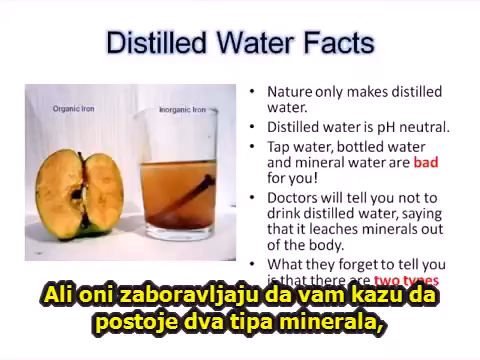 Distilled Water Facts
Organic Iron
Inorganic Iron
• Nature only makes distilled
water.
• Distilled water is pH neutral.
• Tap water, bottled water
and mineral water are bad
for you!
• Doctors will tell you not to
drink distilled water, saying
that it leaches minerals out
of the body.
• What they forget to tell you
is that there are two types
Ali oni zaboravljaju da vam kazu da
postoje dva tipa minerala,